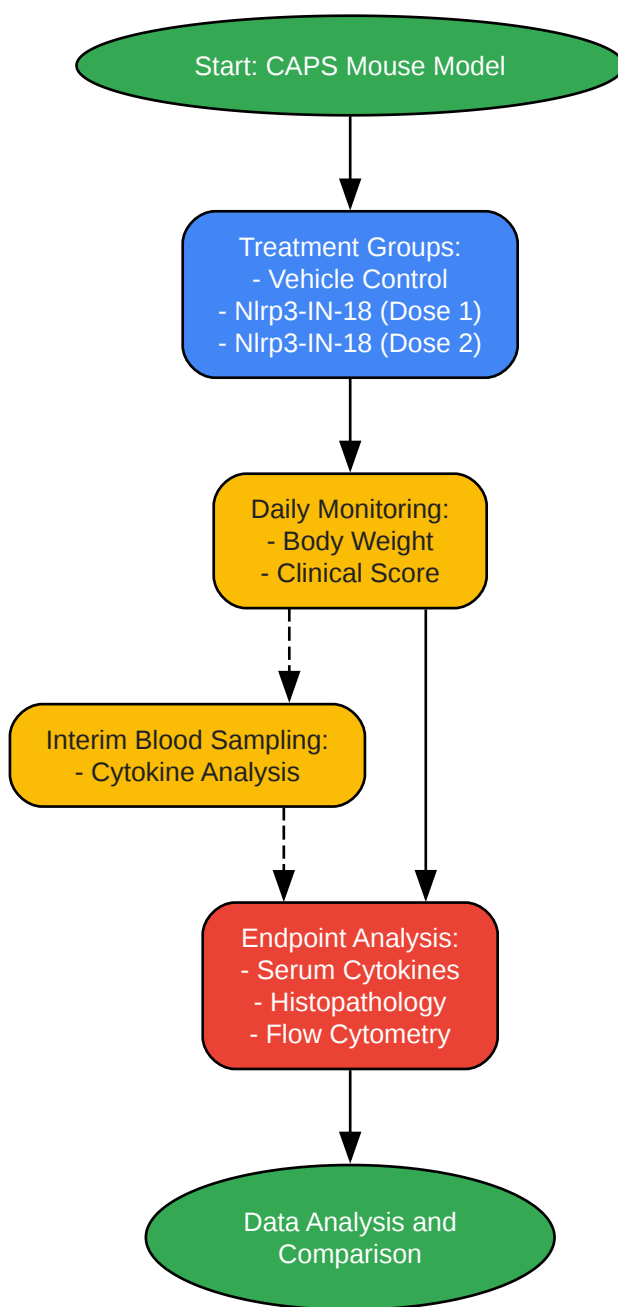 Start: CAPS Mouse Model
Treatment Groups:
- Vehicle Control
- Nlrp3-IN-18 (Dose 1)
- Nlrp3-IN-18 (Dose 2)
Daily Monitoring:
- Body Weight
- Clinical Score
Interim Blood Sampling:
- Cytokine Analysis
Endpoint Analysis:
- Serum Cytokines
- Histopathology
- Flow Cytometry
Data Analysis and
Comparison